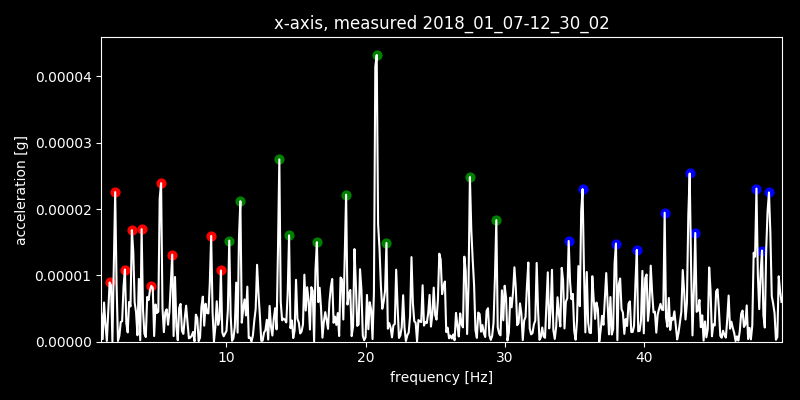 x-axis, measured 2018_01_07-12_30_02
acceleration [g]
0.00004
0.00003
0.00002
0.00001
0.00000
10 20 30 40
frequency [Hz]